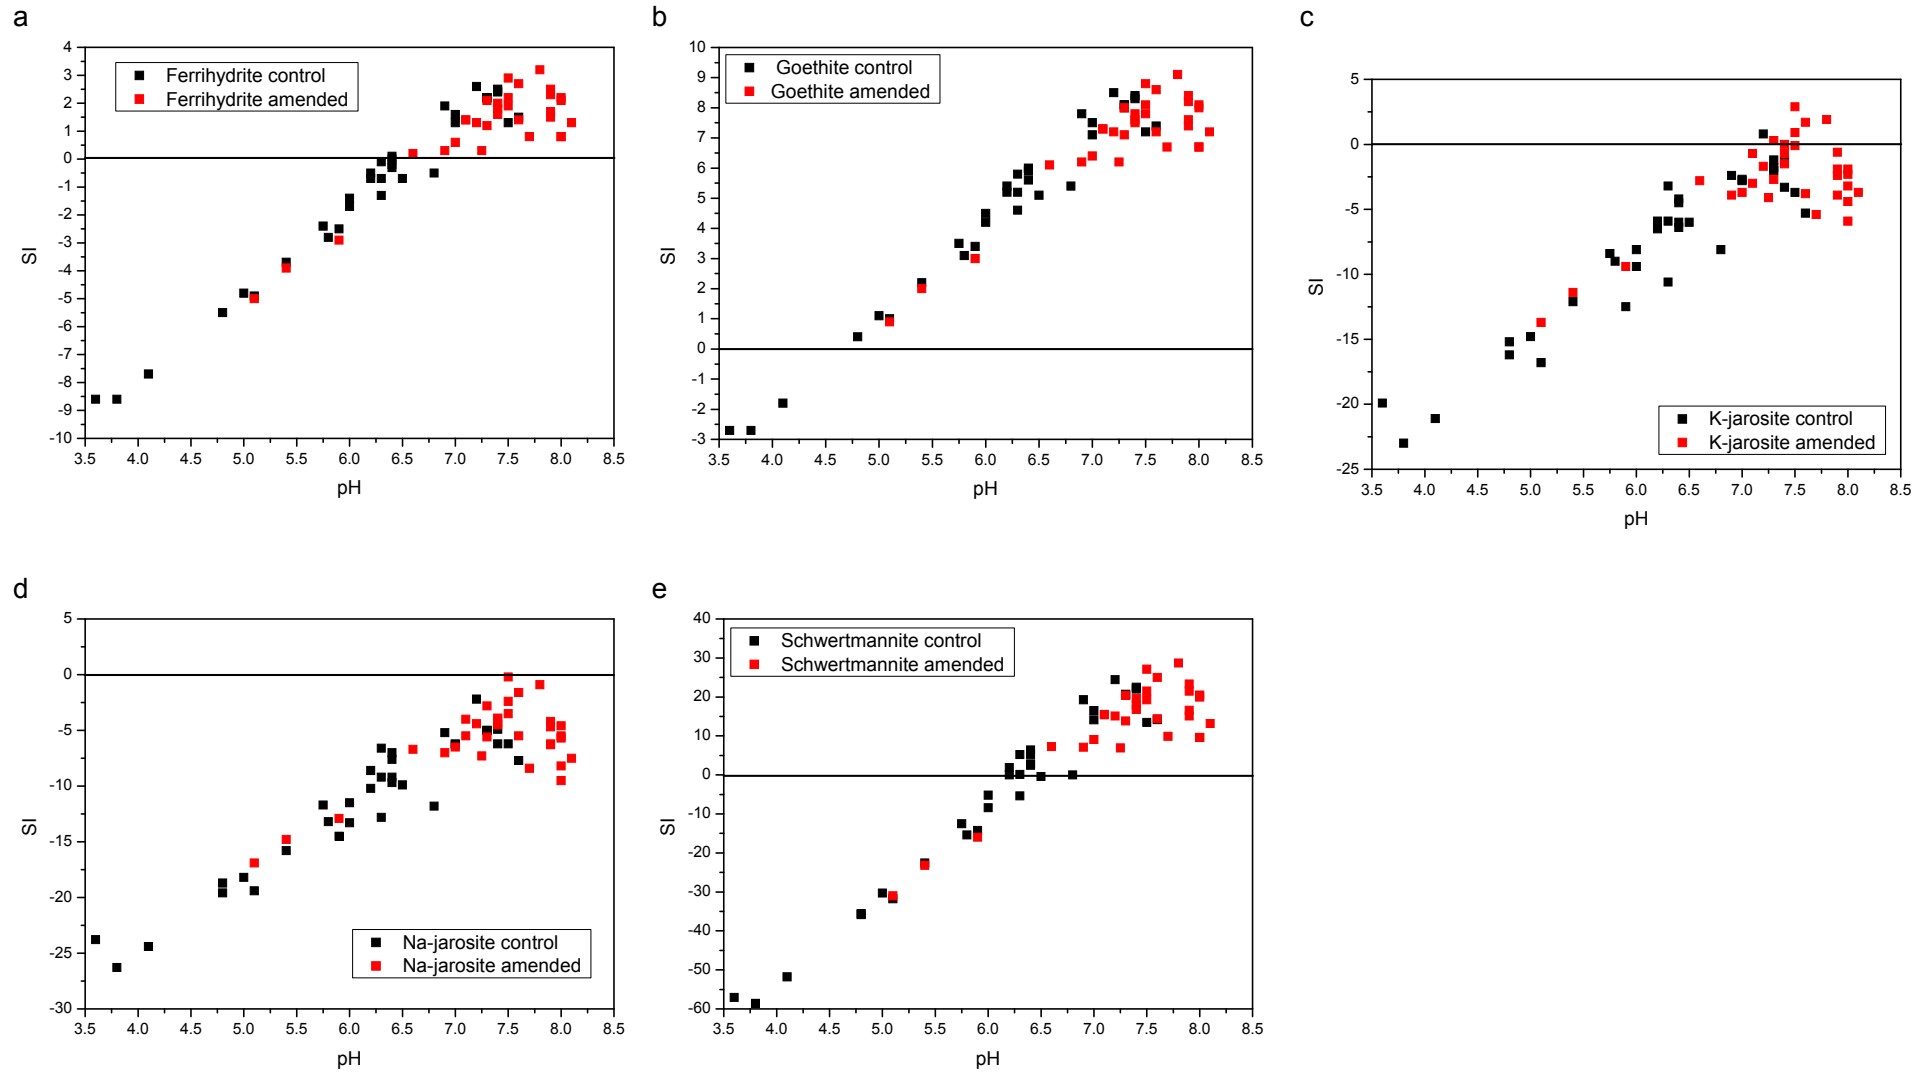 a
4
3
2
1
0
-1
-2
-3
-4
-5
-6
-7
-8
-9
-10
SI
Ferrihydrite control
Ferrihydrite amended
3.5 4.0 4.5 5.0 5.5 6.0 6.5 7.0 7.5 8.0 8.5
pH
b
10
9
8
7
6
5
4
3
2
1
0
-1
-2
-3
SI
Goethite control
Goethite amended
3.5 4.0 4.5 5.0 5.5 6.0 6.5 7.0 7.5 8.0 8.5
pH
c
5
0
-5
-10
-15
-20
-25
SI
K-jarosite control
K-jarosite amended
3.5 4.0 4.5 5.0 5.5 6.0 6.5 7.0 7.5 8.0 8.5
pH
d
5
0
-5
-10
-15
-20
-25
-30
SI
Na-jarosite control
Na-jarosite amended
3.5 4.0 4.5 5.0 5.5 6.0 6.5 7.0 7.5 8.0 8.5
pH
e
40
30
20
10
0
-10
-20
-30
-40
-50
-60
SI
Schwertmannite control
Schwertmannite amended
3.5 4.0 4.5 5.0 5.5 6.0 6.5 7.0 7.5 8.0 8.5
pH